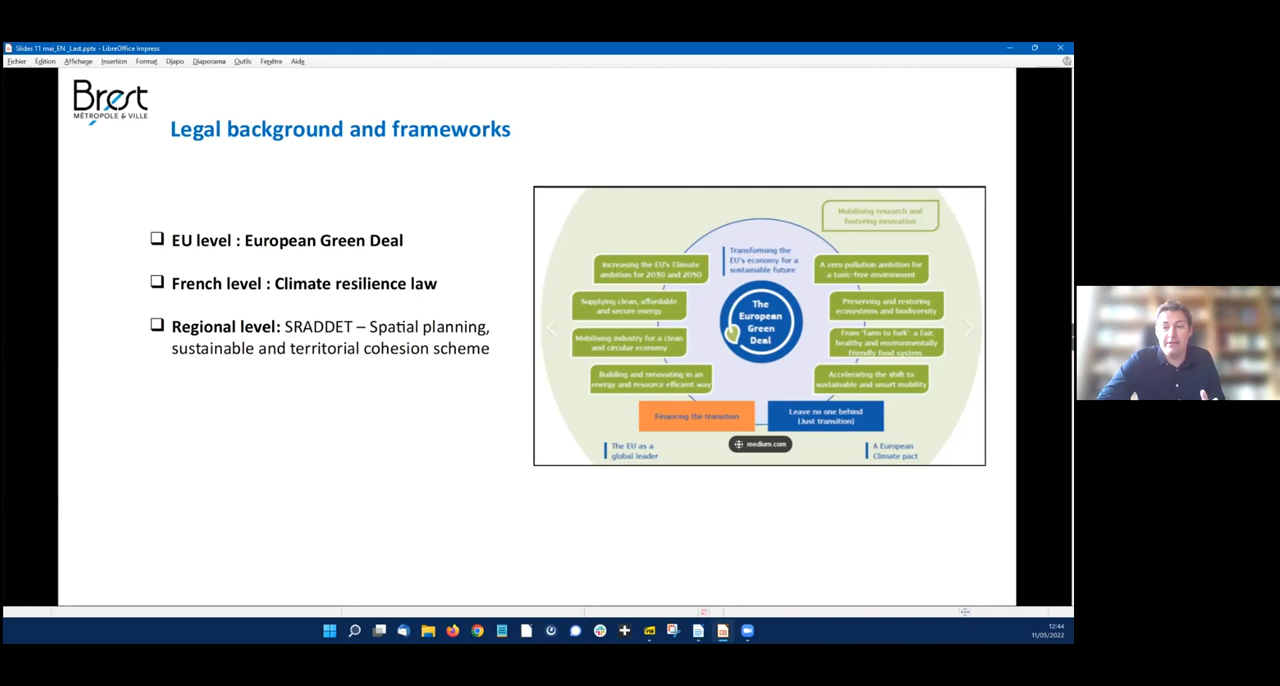 Slides 11 mai_EN _Last.pptx - LibreOffice Impress
Fichier Édition Affichage Insertion Format Diapo Diaporama Outils Fenêtre Aide
Brest
MÉTROPOLE & VILLE
Legal background and frameworks
EU level : European Green Deal
French level : Climate resilience law
Regional level: SRADDET – Spatial planning,
sustainable and territorial cohesion scheme
Mobilising research and
fostering innovation
Transforming the
EU's economy for a
sustainable future
Increasing the EU's Climate
ambition for 2030 and 2050
A zero pollution ambition for
a toxic-free environment
Supplying clean, affordable
and secure energy
The
European
Green
Deal
Preserving and restoring
ecosystems and biodiversity
Mobilising industry for a clean
and circular economy
From 'Farm to Fork': a fair,
healthy and environmentally
friendly food system
Building and renovating in an
energy and resource efficient way
Accelerating the shift to
sustainable and smart mobility
Financing the transition
Leave no one behind
(Just transition)
medium.com
The EU as a
global leader
A European
Climate pact
12:44
11/05/2022